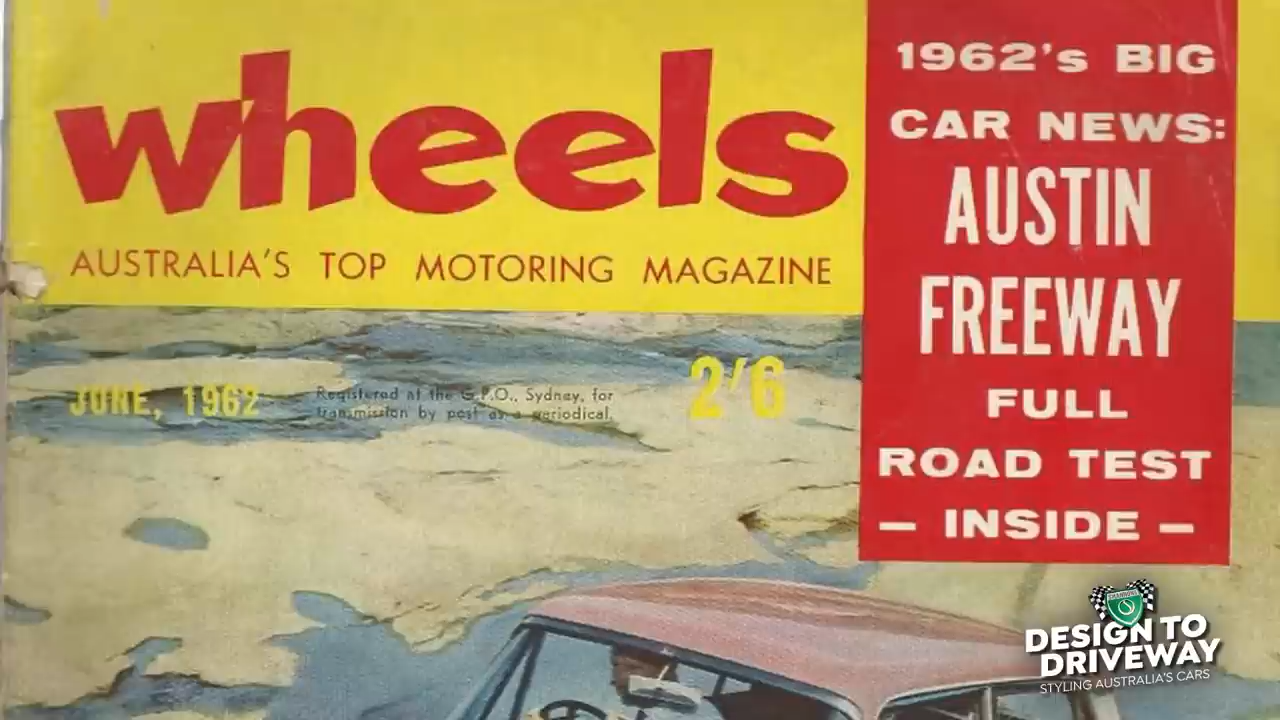 wheels
AUSTRALIA'S TOP MOTORING MAGAZINE
JUNE, 1962
Registered at the G.P.O., Sydney, for
transmission by post as a periodical.
2/6
1962's BIG
CAR NEWS:
AUSTIN
FREEWAY
FULL
ROAD TEST
— INSIDE —
SHANNONS
DESIGN TO
DRIVEWAY
STYLING AUSTRALIA'S CARS